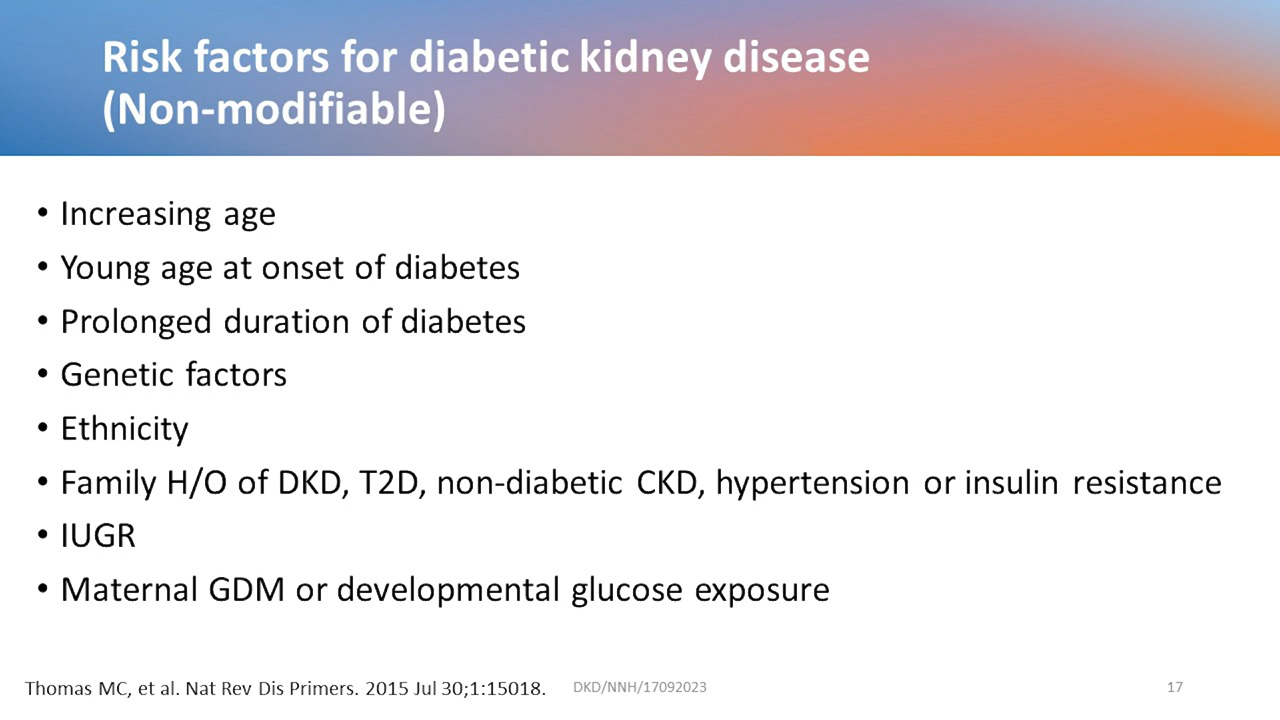 Risk factors for diabetic kidney disease
(Non-modifiable)
• Increasing age
• Young age at onset of diabetes
• Prolonged duration of diabetes
• Genetic factors
• Ethnicity
• Family H/O of DKD, T2D, non-diabetic CKD, hypertension or insulin resistance
• IUGR
• Maternal GDM or developmental glucose exposure
Thomas MC, et al. Nat Rev Dis Primers. 2015 Jul 30;1:15018.
DKD/NNH/17092023
17